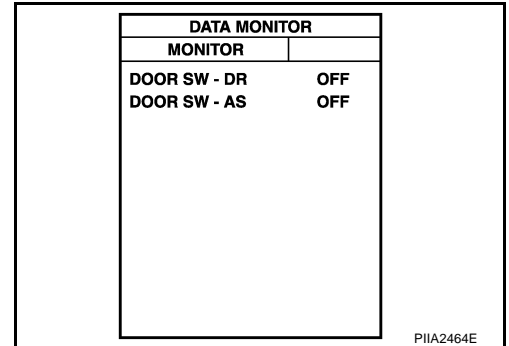 DATA MONITOR
MONITOR
DOOR SW - DR OFF
DOOR SW - AS OFF
PIIA2464E